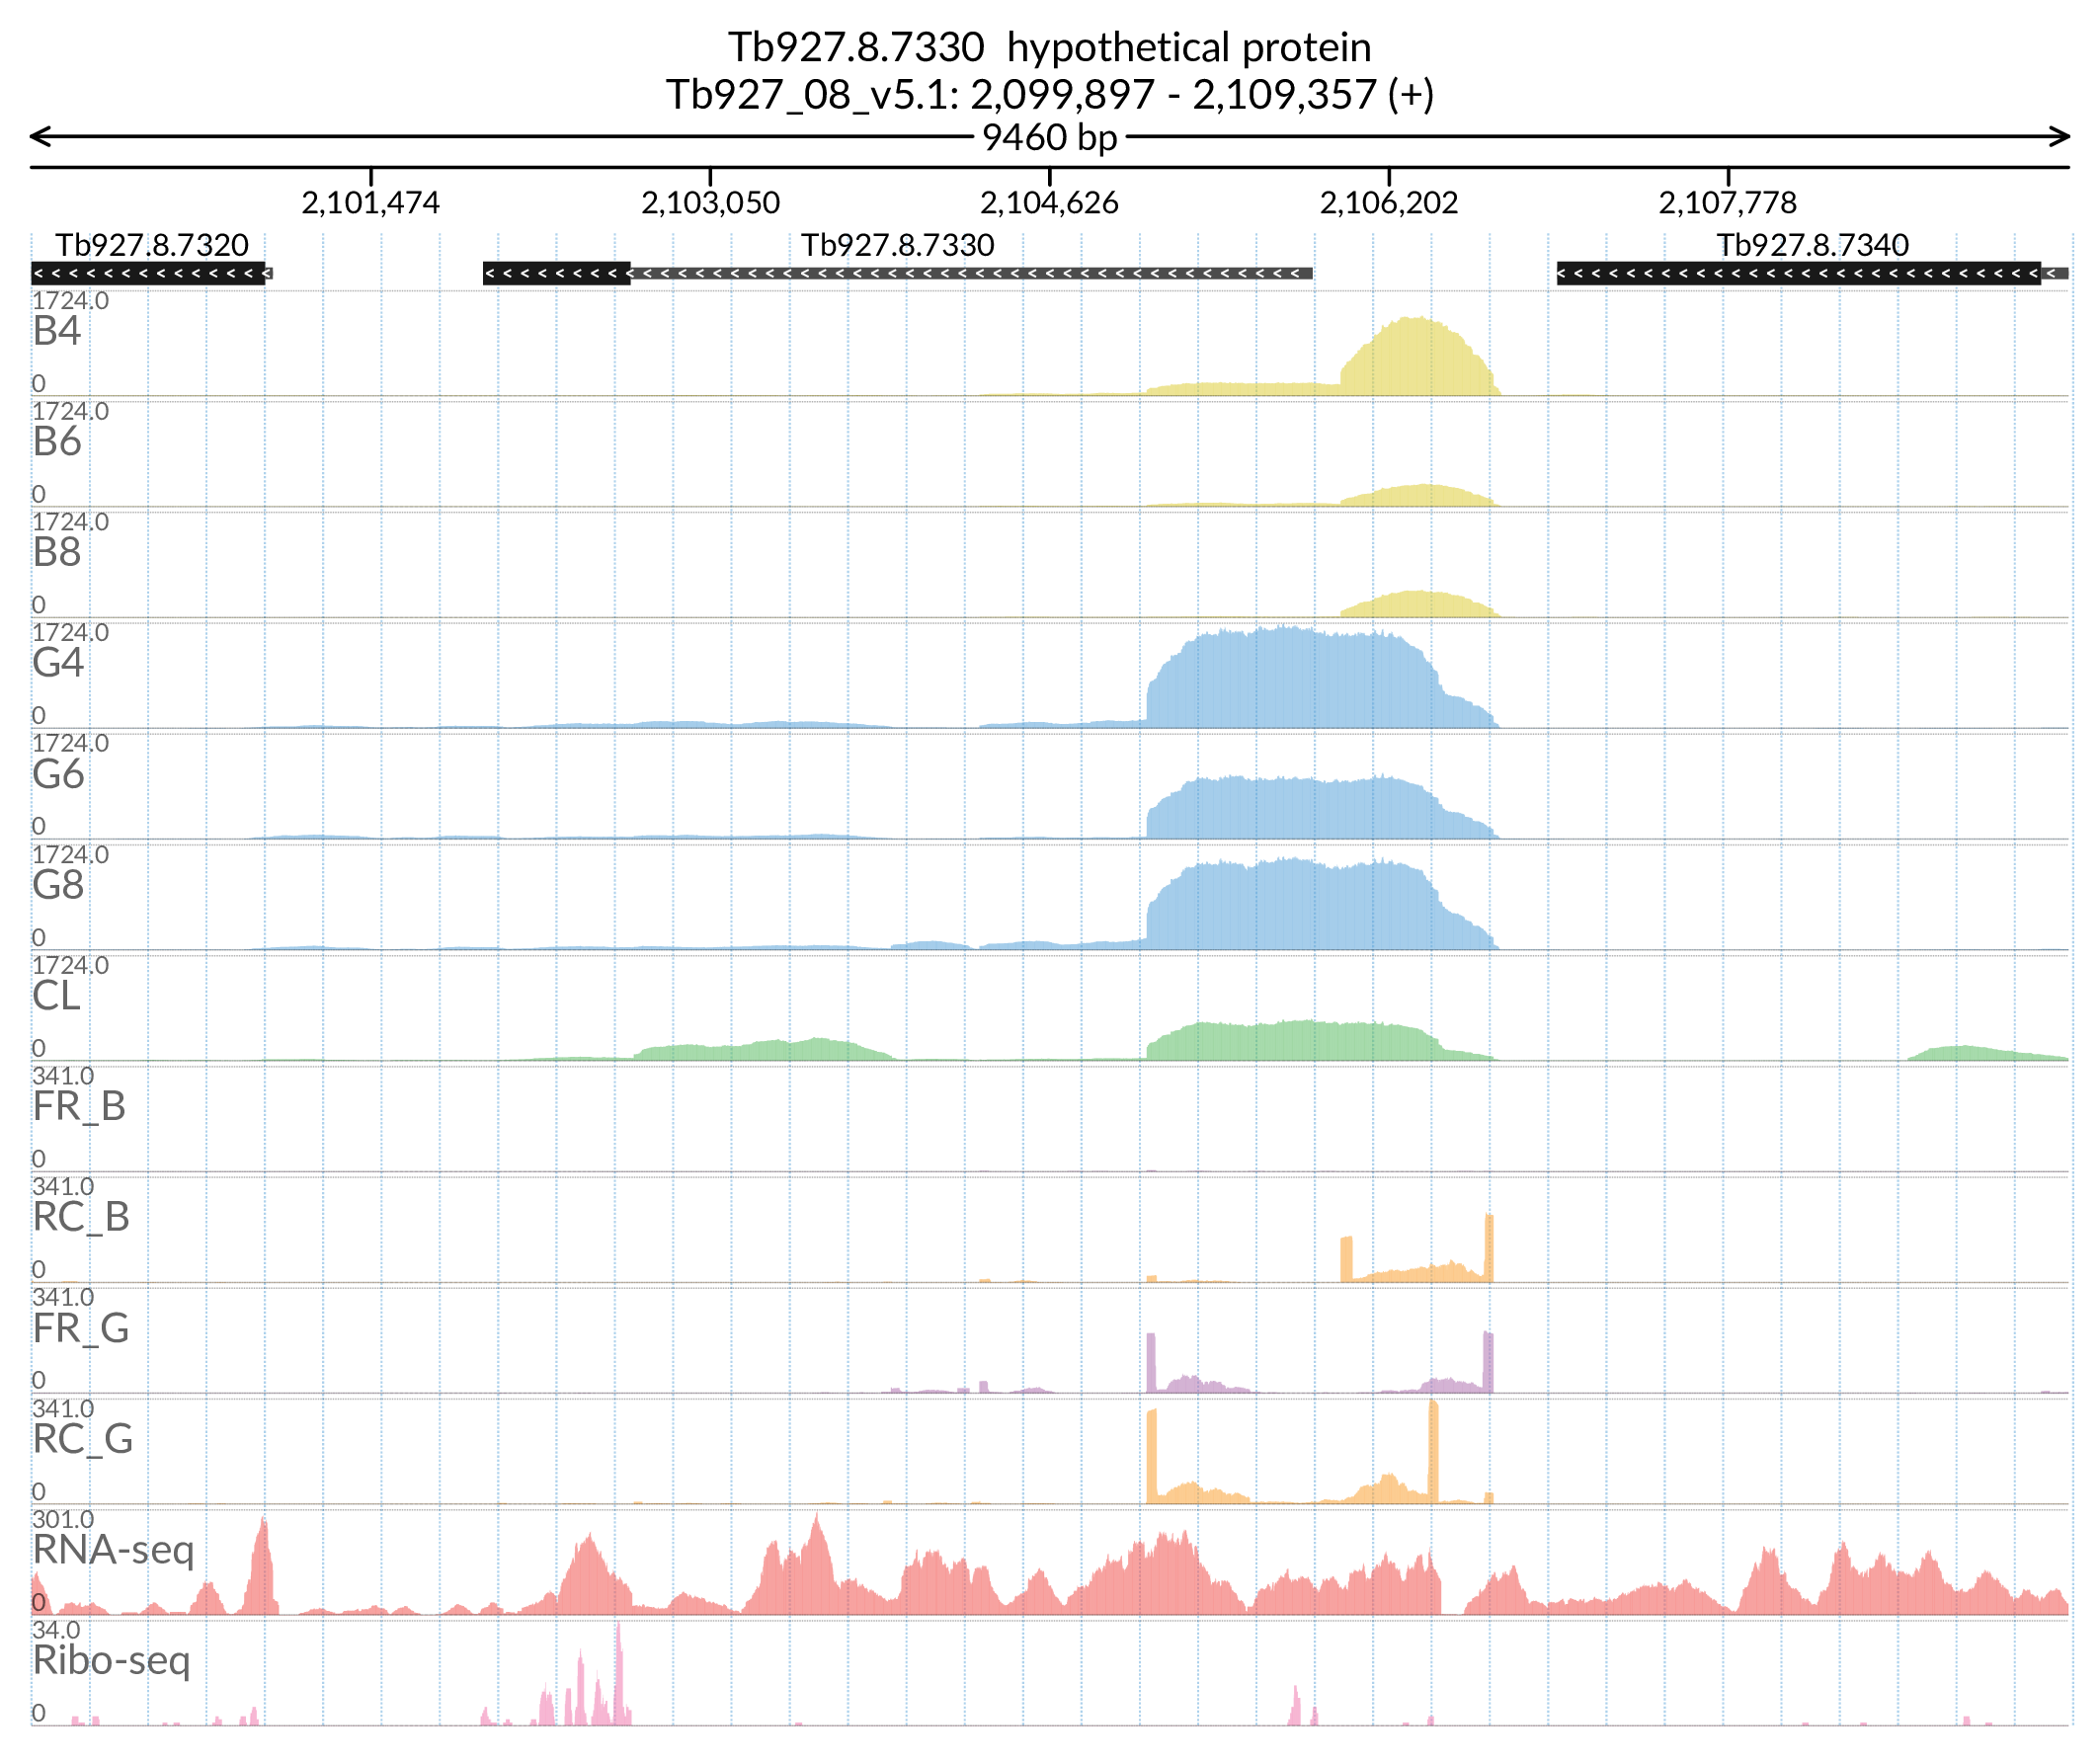 Tb927.8.7330 hypothetical protein
Tb927_08_v5.1: 2,099,897 - 2,109,357 (+)
9460 bp
2,101,474 2,103,050 2,104,626 2,106,202 2,107,778
Tb927.8.7320 Tb927.8.7330 Tb927.8.7340
1724.0
B4
0
1724.0
B6
0
1724.0
B8
0
1724.0
G4
0
1724.0
G6
0
1724.0
G8
0
1724.0
CL
0
341.0
FR_B
0
341.0
RC_B
0
341.0
FR_G
0
341.0
RC_G
0
301.0
RNA-seq
0
34.0
Ribo-seq
0